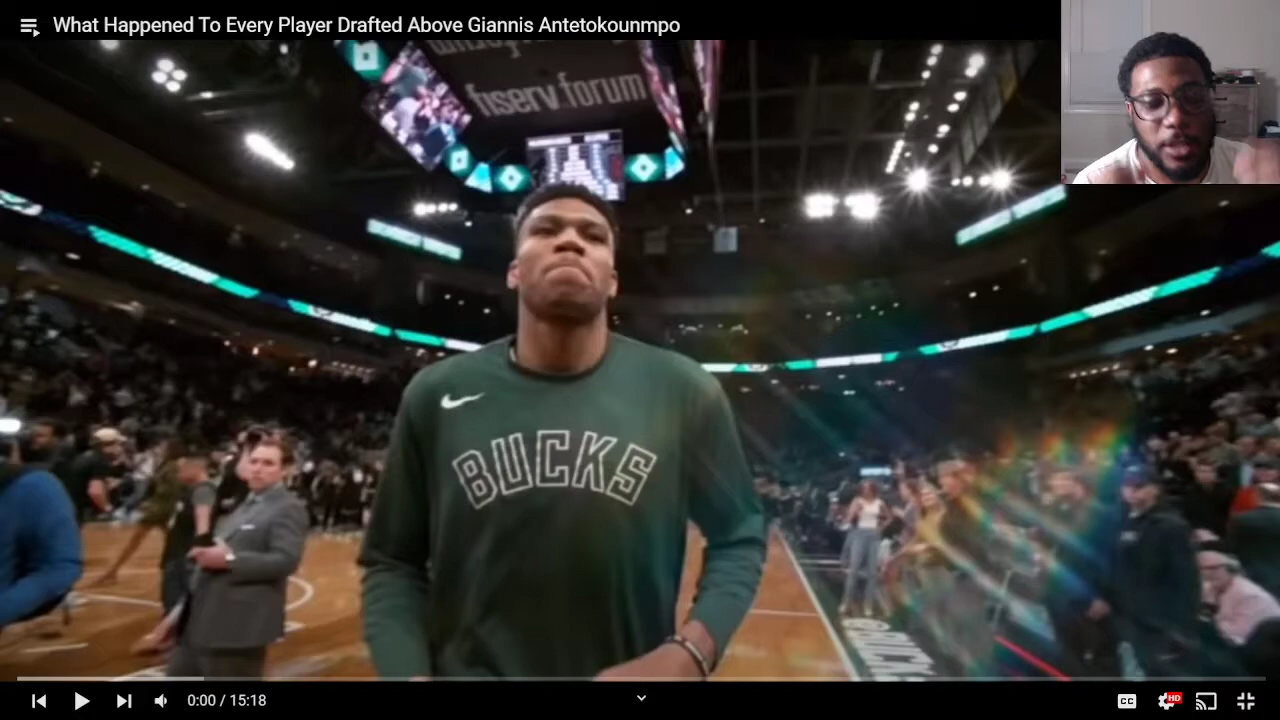 What Happened To Every Player Drafted Above Giannis Antetokounmpo
fiserv.forum
BUCKS
0:00 / 15:18
CC
HD